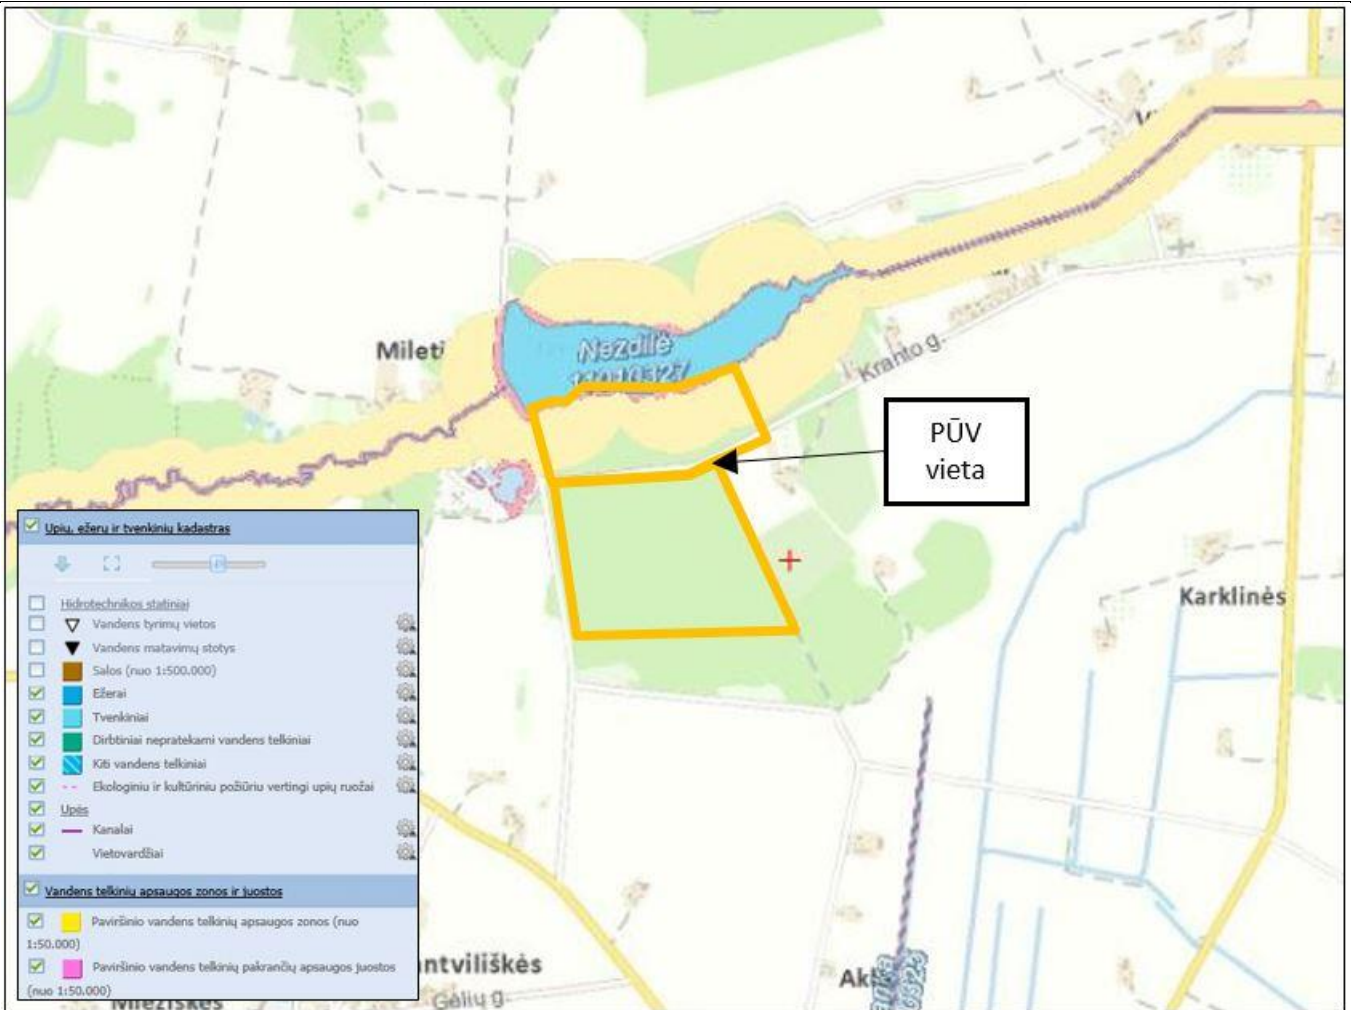 Mileti
Nezdilė
Kranto g.
PŪV
vieta
Karklinės
Upių, ežerų ir tvenkinių kadastras
Hidrotechnikos statiniai
Vandens tyrimų vietos
Vandens matavimų stotys
Salos (nuo 1:500.000)
Ežerai
Tvenkiniai
Dirbtiniai nepratekami vandens telkiniai
Kiti vandens telkiniai
Ekologiniu ir kultūriniu požiūriu vertingi upių ruožai
Upės
Kanalai
Vietovardžiai
Vandens telkinių apsaugos zonos ir juostos
Paviršinio vandens telkinių apsaugos zonos (nuo
1:50.000)
Paviršinio vandens telkinių pakrančių apsaugos juostos
(nuo 1:50.000)
ntviliškės
Gėlių g.